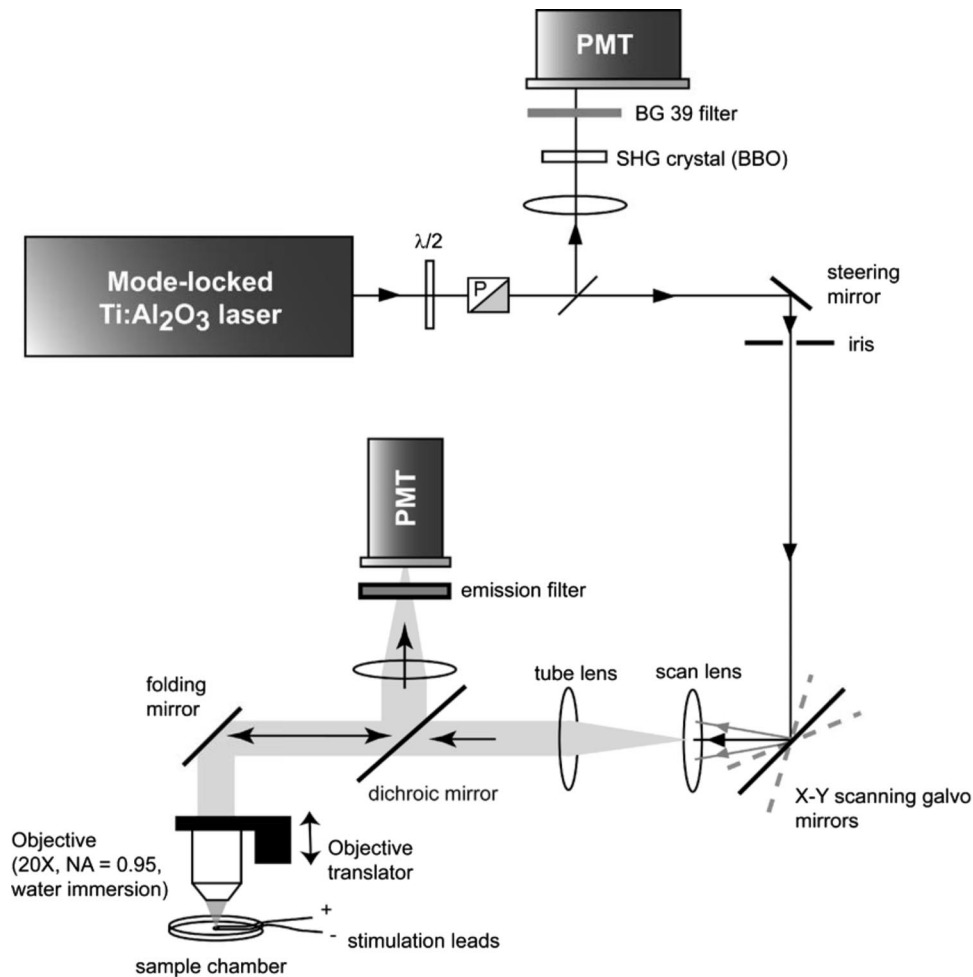 PMT
BG 39 filter
SHG crystal (BBO)
λ/2
Mode-locked
Ti:Al2O3 laser
P
steering
mirror
iris
PMT
emission filter
folding
mirror
tube lens
scan lens
dichroic mirror
X-Y scanning galvo
mirrors
Objective
(20X, NA = 0.95,
water immersion)
Objective
translator
+
-
stimulation leads
sample chamber